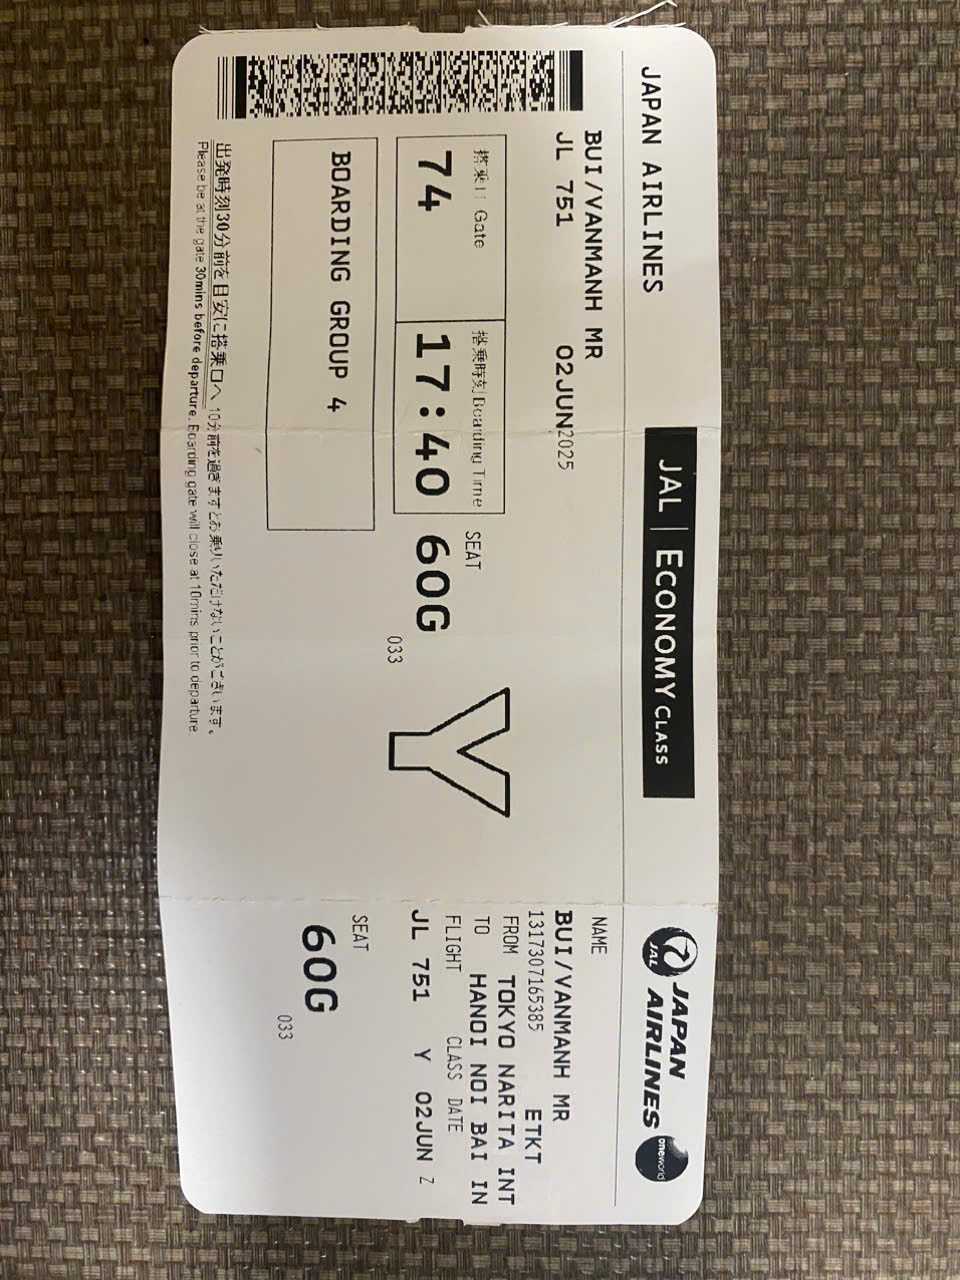 JAPAN AIRLINES
JAL | ECONOMY CLASS
BUI/VANMANH MR
JL 751 02JUN2025
搭乗口 Gate
74
搭乗時刻 Boarding Time
17:40
SEAT
60G
033
Y
BOARDING GROUP 4
出発時刻30分前を目安に搭乗口へ 10分前を過ぎますとお乗りいただけないことがございます。
Please be at the gate 30mins before departure. Boarding gate will close at 10mins prior to departure.
JAL JAPAN
AIRLINES
oneworld
NAME
BUI/VANMANH MR
1317307165385 ETKT
FROM TOKYO NARITA INT
TO HANOI NOI BAI IN
FLIGHT CLASS DATE
JL 751 Y 02JUN Z
SEAT
60G
033